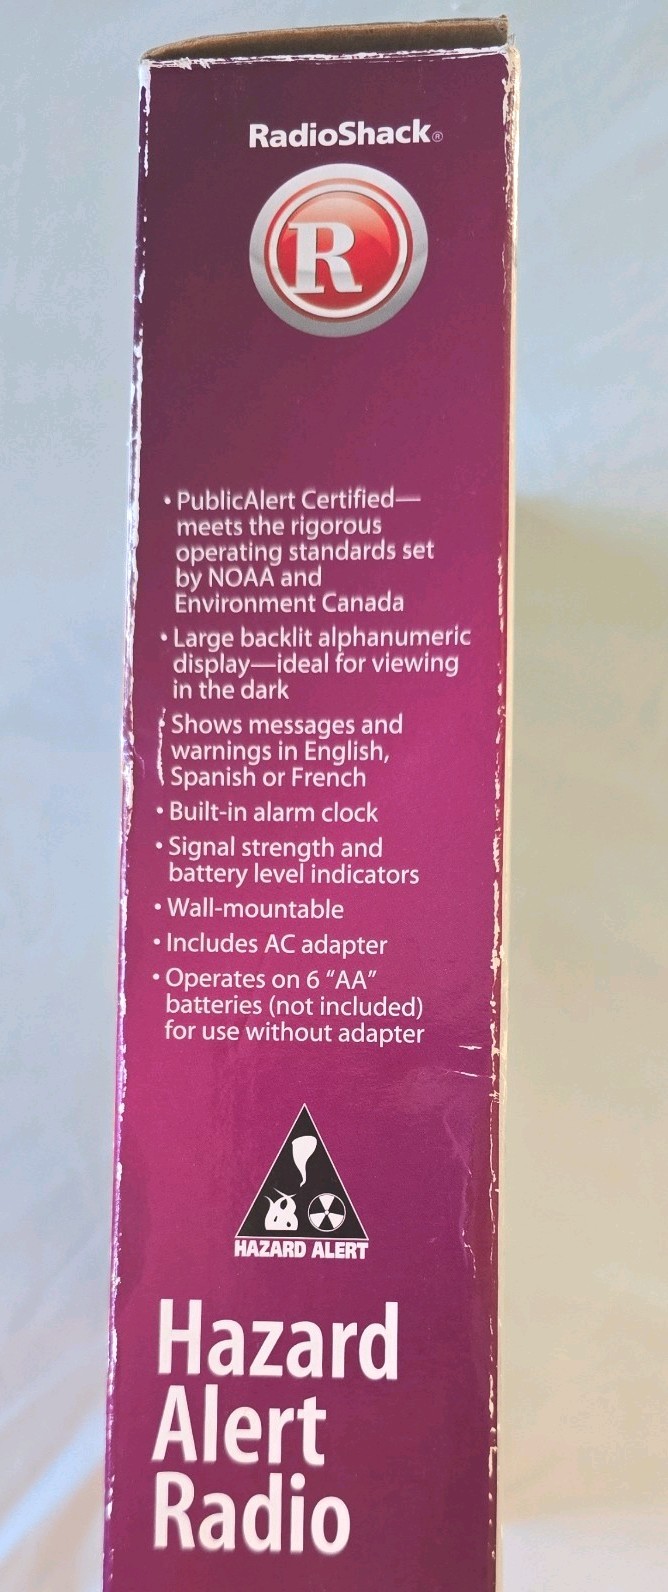 RadioShack®
R
• PublicAlert Certified—
meets the rigorous
operating standards set
by NOAA and
Environment Canada
• Large backlit alphanumeric
display—ideal for viewing
in the dark
Shows messages and
warnings in English,
Spanish or French
• Built-in alarm clock
• Signal strength and
battery level indicators
• Wall-mountable
• Includes AC adapter
• Operates on 6 “AA”
batteries (not included)
for use without adapter
HAZARD ALERT
Hazard
Alert
Radio